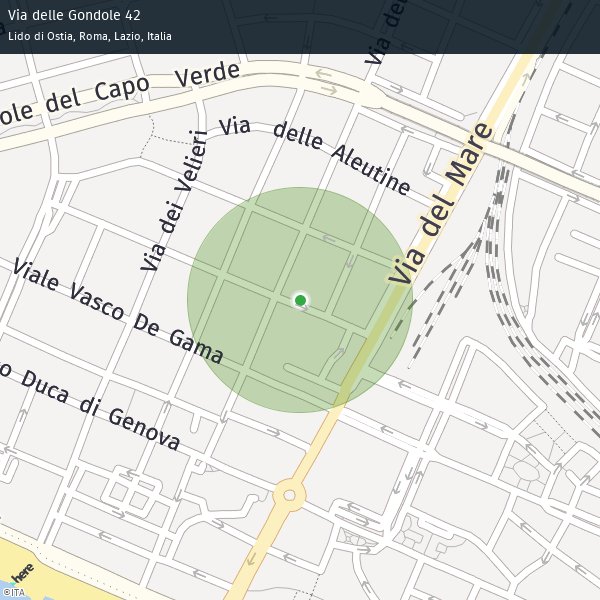 Via delle Gondole 42
Lido di Ostia, Roma, Lazio, Italia
Via
ole del Capo Verde
Via delle Aleutine
Via dei Velieri
Via del Mare
Viale Vasco De Gama
o Duca di Genova
here
©ITA